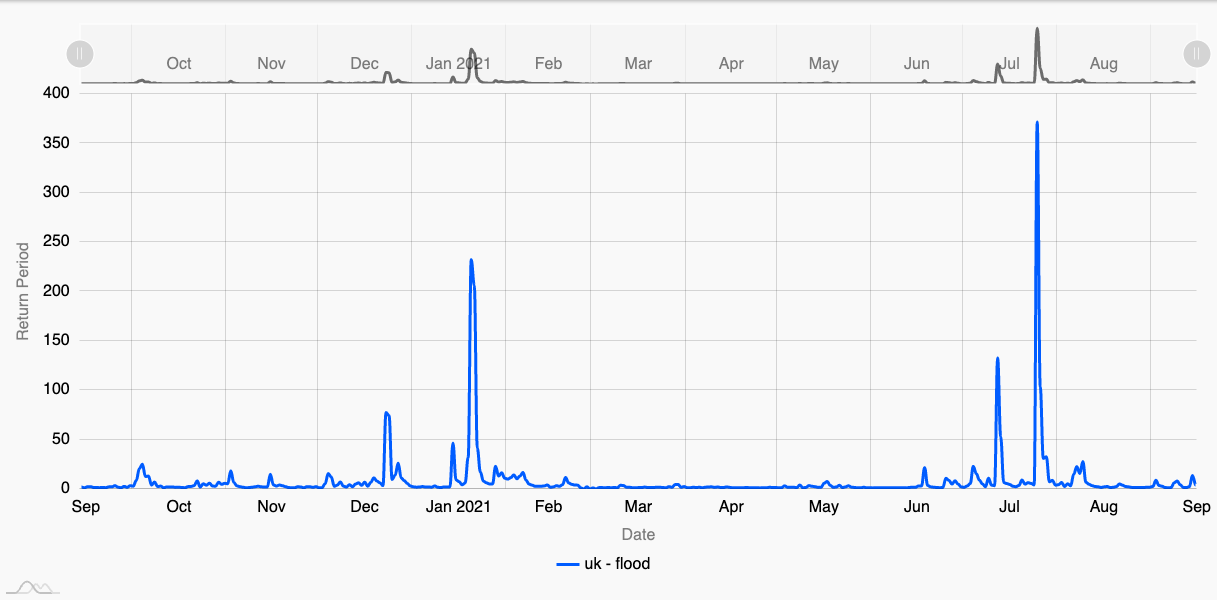 Oct Nov Dec Jan 2021 Feb Mar Apr May Jun Jul Aug
400
350
300
250
200
150
100
50
0
Return Period
Sep Oct Nov Dec Jan 2021 Feb Mar Apr May Jun Jul Aug Sep
Date
uk - flood